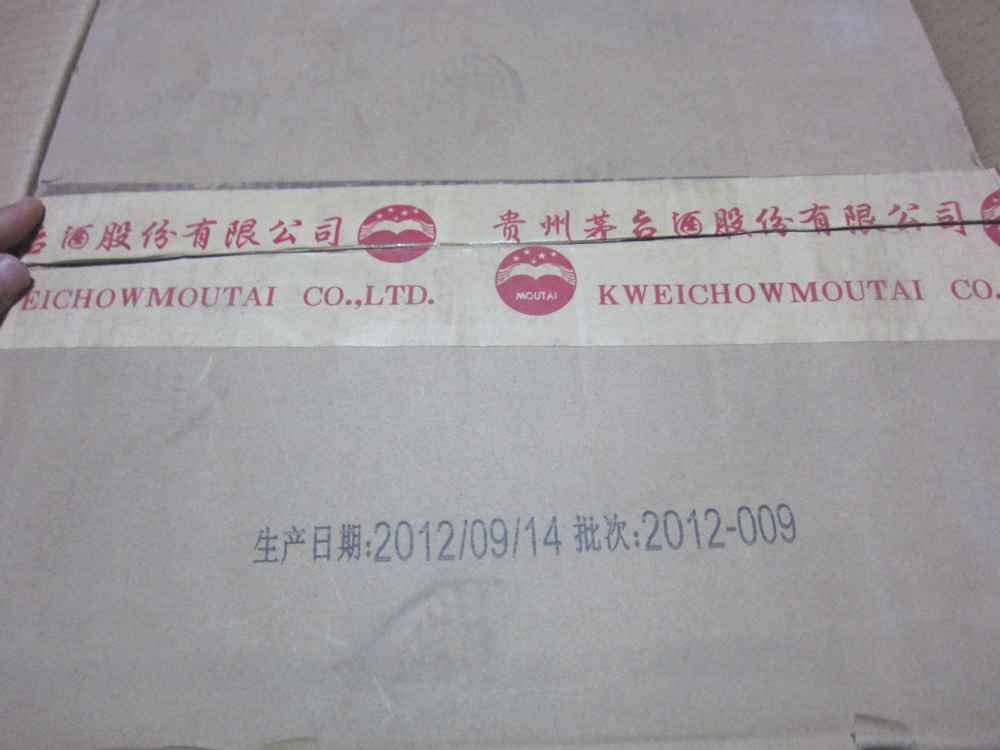 台酒股份有限公司 贵州茅台酒股份有限公司
EICHOWMOUTAI CO.,LTD. MOUTAI KWEICHOWMOUTAI CO.
生产日期:2012/09/14 批次:2012-009